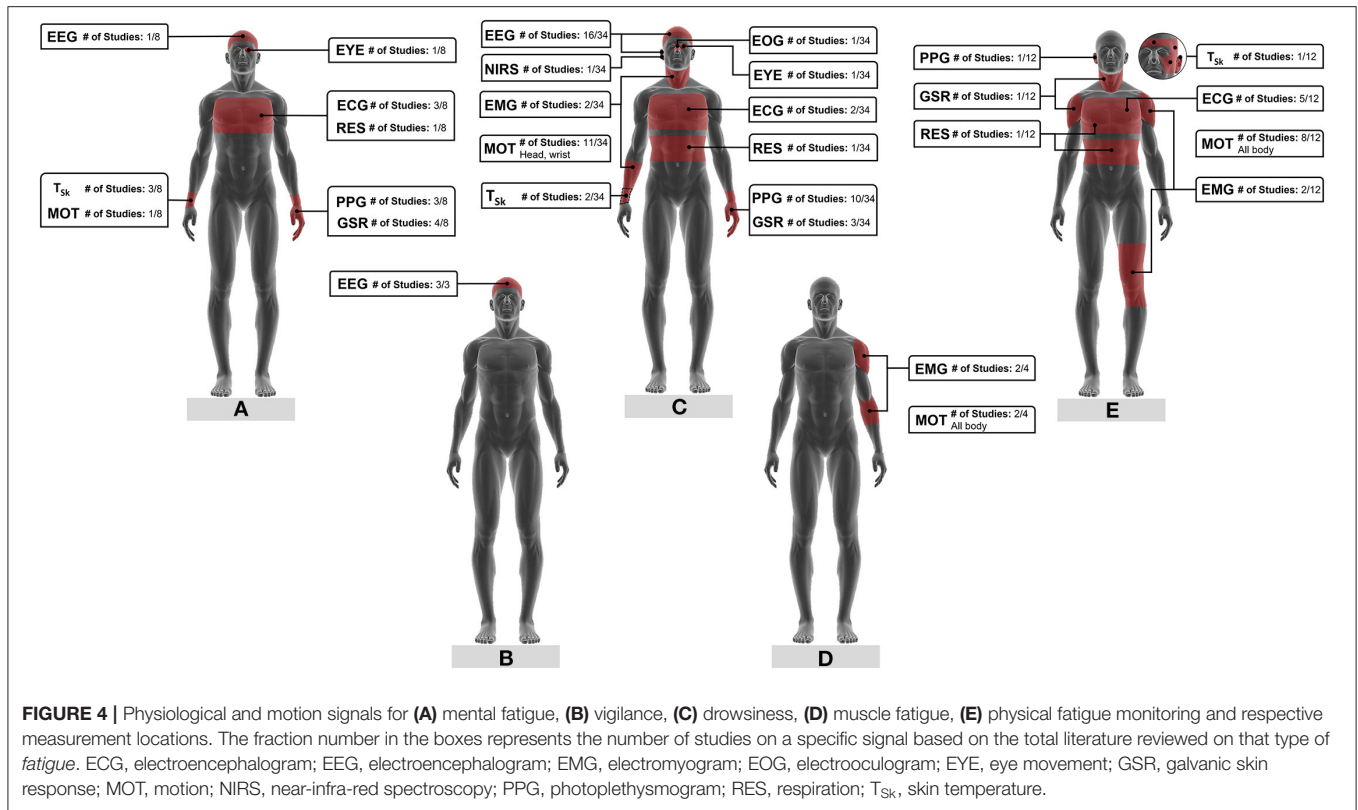 EEG # of Studies: 1/8
EYE # of Studies: 1/8
ECG # of Studies: 3/8
RES # of Studies: 1/8
TSk # of Studies: 3/8
MOT # of Studies: 1/8
PPG # of Studies: 3/8
GSR # of Studies: 4/8
A
EEG # of Studies: 3/3
B
EEG # of Studies: 16/34
NIRS # of Studies: 1/34
EMG # of Studies: 2/34
MOT # of Studies: 11/34
Head, wrist
TSk # of Studies: 2/34
EOG # of Studies: 1/34
EYE # of Studies: 1/34
ECG # of Studies: 2/34
RES # of Studies: 1/34
PPG # of Studies: 10/34
GSR # of Studies: 3/34
C
EMG # of Studies: 2/4
MOT # of Studies: 2/4
All body
D
PPG # of Studies: 1/12
GSR # of Studies: 1/12
RES # of Studies: 1/12
TSk # of Studies: 1/12
ECG # of Studies: 5/12
MOT # of Studies: 8/12
All body
EMG # of Studies: 2/12
E
FIGURE 4 | Physiological and motion signals for (A) mental fatigue, (B) vigilance, (C) drowsiness, (D) muscle fatigue, (E) physical fatigue monitoring and respective
measurement locations. The fraction number in the boxes represents the number of studies on a specific signal based on the total literature reviewed on that type of
fatigue. ECG, electroencephalogram; EEG, electroencephalogram; EMG, electromyogram; EOG, electrooculogram; EYE, eye movement; GSR, galvanic skin
response; MOT, motion; NIRS, near-infra-red spectroscopy; PPG, photoplethysmogram; RES, respiration; TSk, skin temperature.